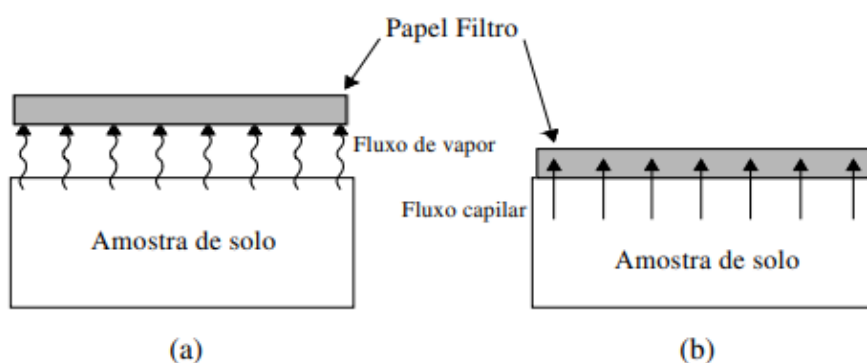 Papel Filtro
Fluxo de vapor
Amostra de solo
(a)
Fluxo capilar
Amostra de solo
(b)